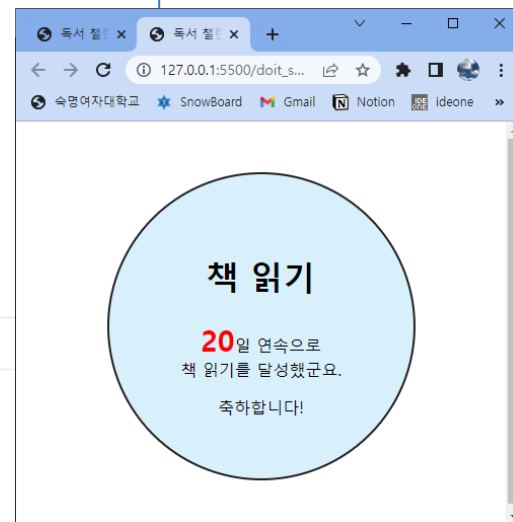 독서 챌린 독서 챌린
127.0.0.1:5500/doit_s...
숙명여자대학교 SnowBoard Gmail Notion ideone »
책 읽기
20일 연속으로
책 읽기를 달성했군요.
축하합니다!